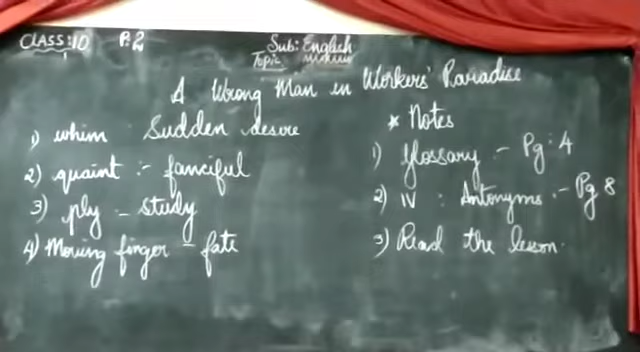 CLASS:10 P.2
Sub: English
Topic:
A Wrong Man in Workers' Paradise
1) whim Sudden desire
2) quaint :- fanciful
3) ply - study
4) Moving finger - fate
* Notes
1) Glossary - Pg: 4
2) IV : Antonyms - Pg 8
3) Read the lesson.